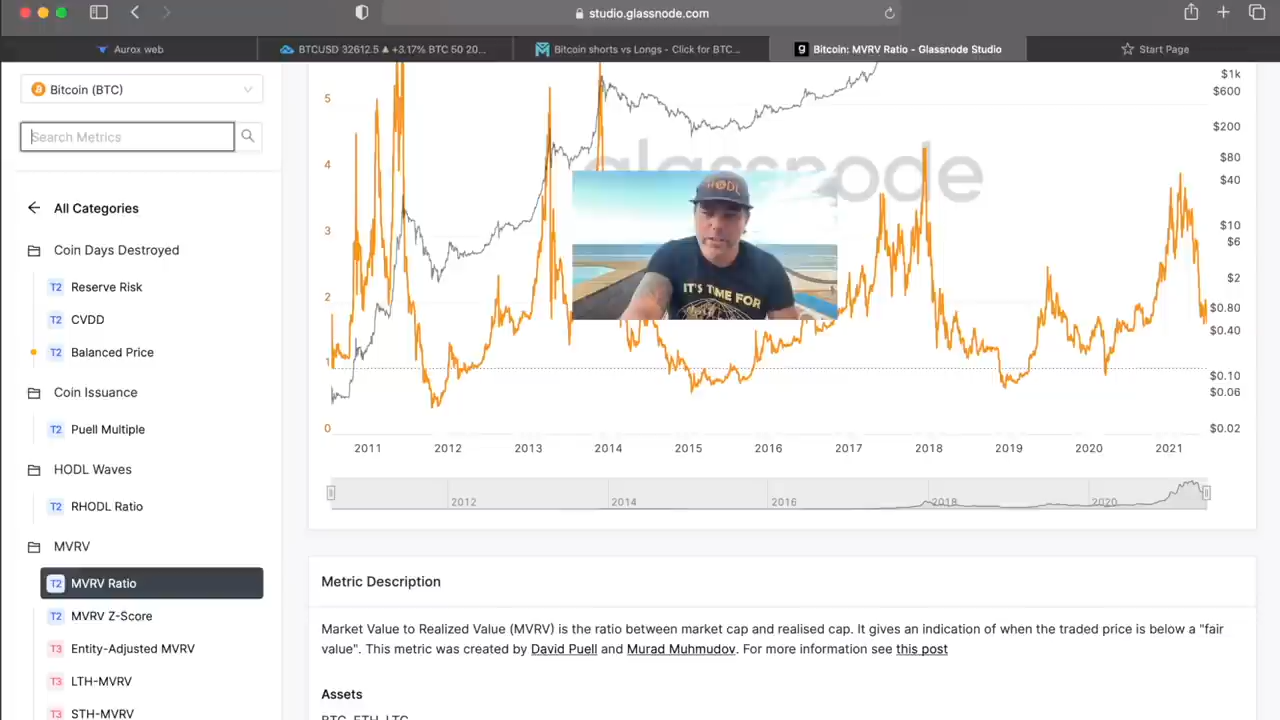 studio.glassnode.com
Aurox web
BTCUSD 32612.5 ▲ +3.17% BTC 50 20...
Bitcoin shorts vs Longs - Click for BTC...
g Bitcoin: MVRV Ratio - Glassnode Studio
Start Page
Bitcoin (BTC)
Search Metrics
All Categories
Coin Days Destroyed
T2 Reserve Risk
T2 CVDD
T2 Balanced Price
Coin Issuance
T2 Puell Multiple
HODL Waves
T2 RHODL Ratio
MVRV
T2 MVRV Ratio
T2 MVRV Z-Score
T3 Entity-Adjusted MVRV
T3 LTH-MVRV
T3 STH-MVRV
glassnode
5
4
3
2
1
0
$1k
$600
$200
$80
$40
$10
$6
$2
$0.80
$0.40
$0.10
$0.06
$0.02
HODL
IT'S TIME FOR
2011 2012 2013 2014 2015 2016 2017 2018 2019 2020 2021
2012 2014 2016 2018 2020
Metric Description
Market Value to Realized Value (MVRV) is the ratio between market cap and realised cap. It gives an indication of when the traded price is below a "fair
value". This metric was created by David Puell and Murad Muhmudov. For more information see this post
Assets
BTC, ETH, LTC